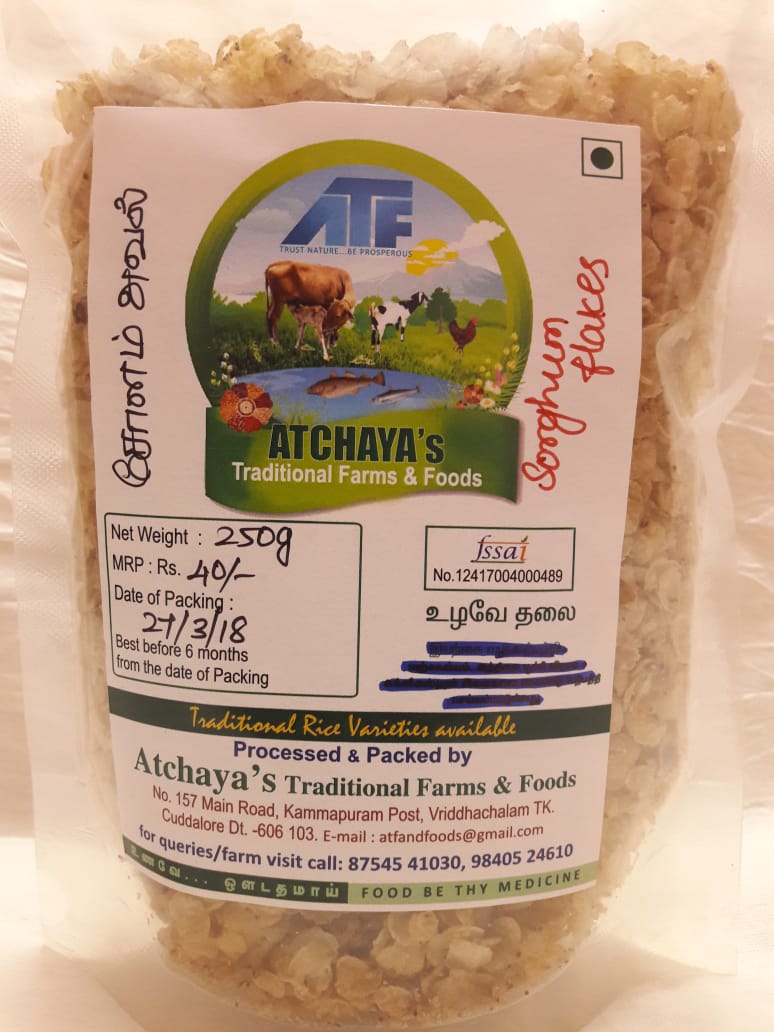 ATF
TRUST NATURE...BE PROSPEROUS
சோளம் அவல்
Sorghum
flakes
ATCHAYA's
Traditional Farms & Foods
Net Weight : 250g
MRP : Rs. 40/-
Date of Packing :
27/3/18
Best before 6 months
from the date of Packing
fssai
No.12417004000489
உழவே தலை
Traditional Rice Varieties available
Processed & Packed by
Atchaya's Traditional Farms & Foods
No. 157 Main Road, Kammapuram Post, Vriddhachalam TK.
Cuddalore Dt. -606 103. E-mail : atfandfoods@gmail.com
for queries/farm visit call: 87545 41030, 98405 24610
உணவே... ஔடதமாய் FOOD BE THY MEDICINE